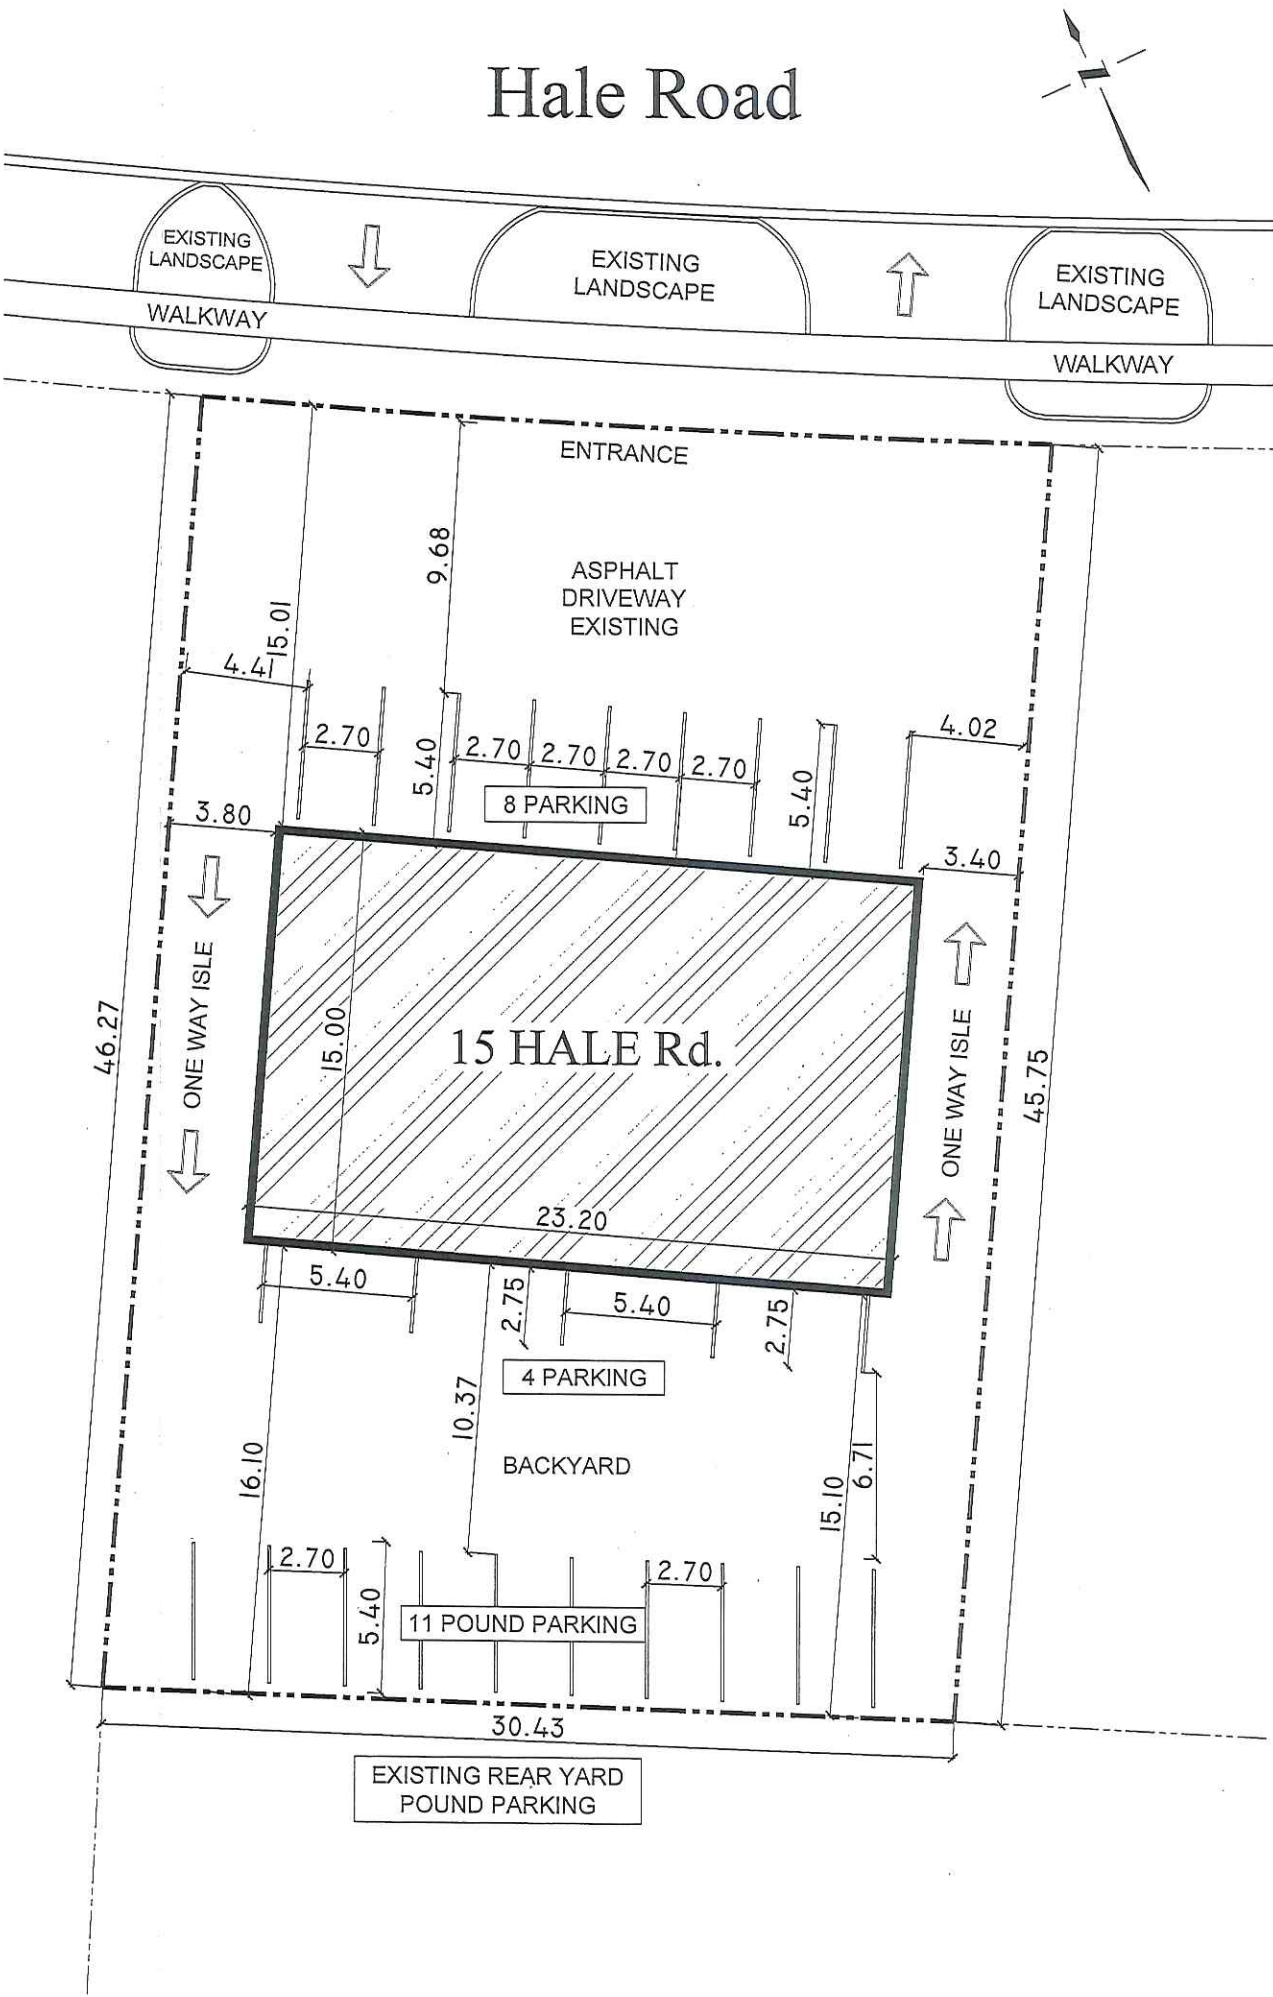 Hale Road
N
EXISTING
LANDSCAPE
EXISTING
LANDSCAPE
EXISTING
LANDSCAPE
WALKWAY
WALKWAY
ENTRANCE
9.68
ASPHALT
DRIVEWAY
EXISTING
15.01
4.41
4.02
2.70
5.40
2.70
2.70
2.70
2.70
5.40
8 PARKING
3.80
3.40
ONE WAY ISLE
46.27
15.00
15 HALE Rd.
ONE WAY ISLE
45.75
23.20
5.40
2.75
5.40
2.75
4 PARKING
10.37
16.10
BACKYARD
15.10
6.71
2.70
5.40
2.70
11 POUND PARKING
30.43
EXISTING REAR YARD
POUND PARKING